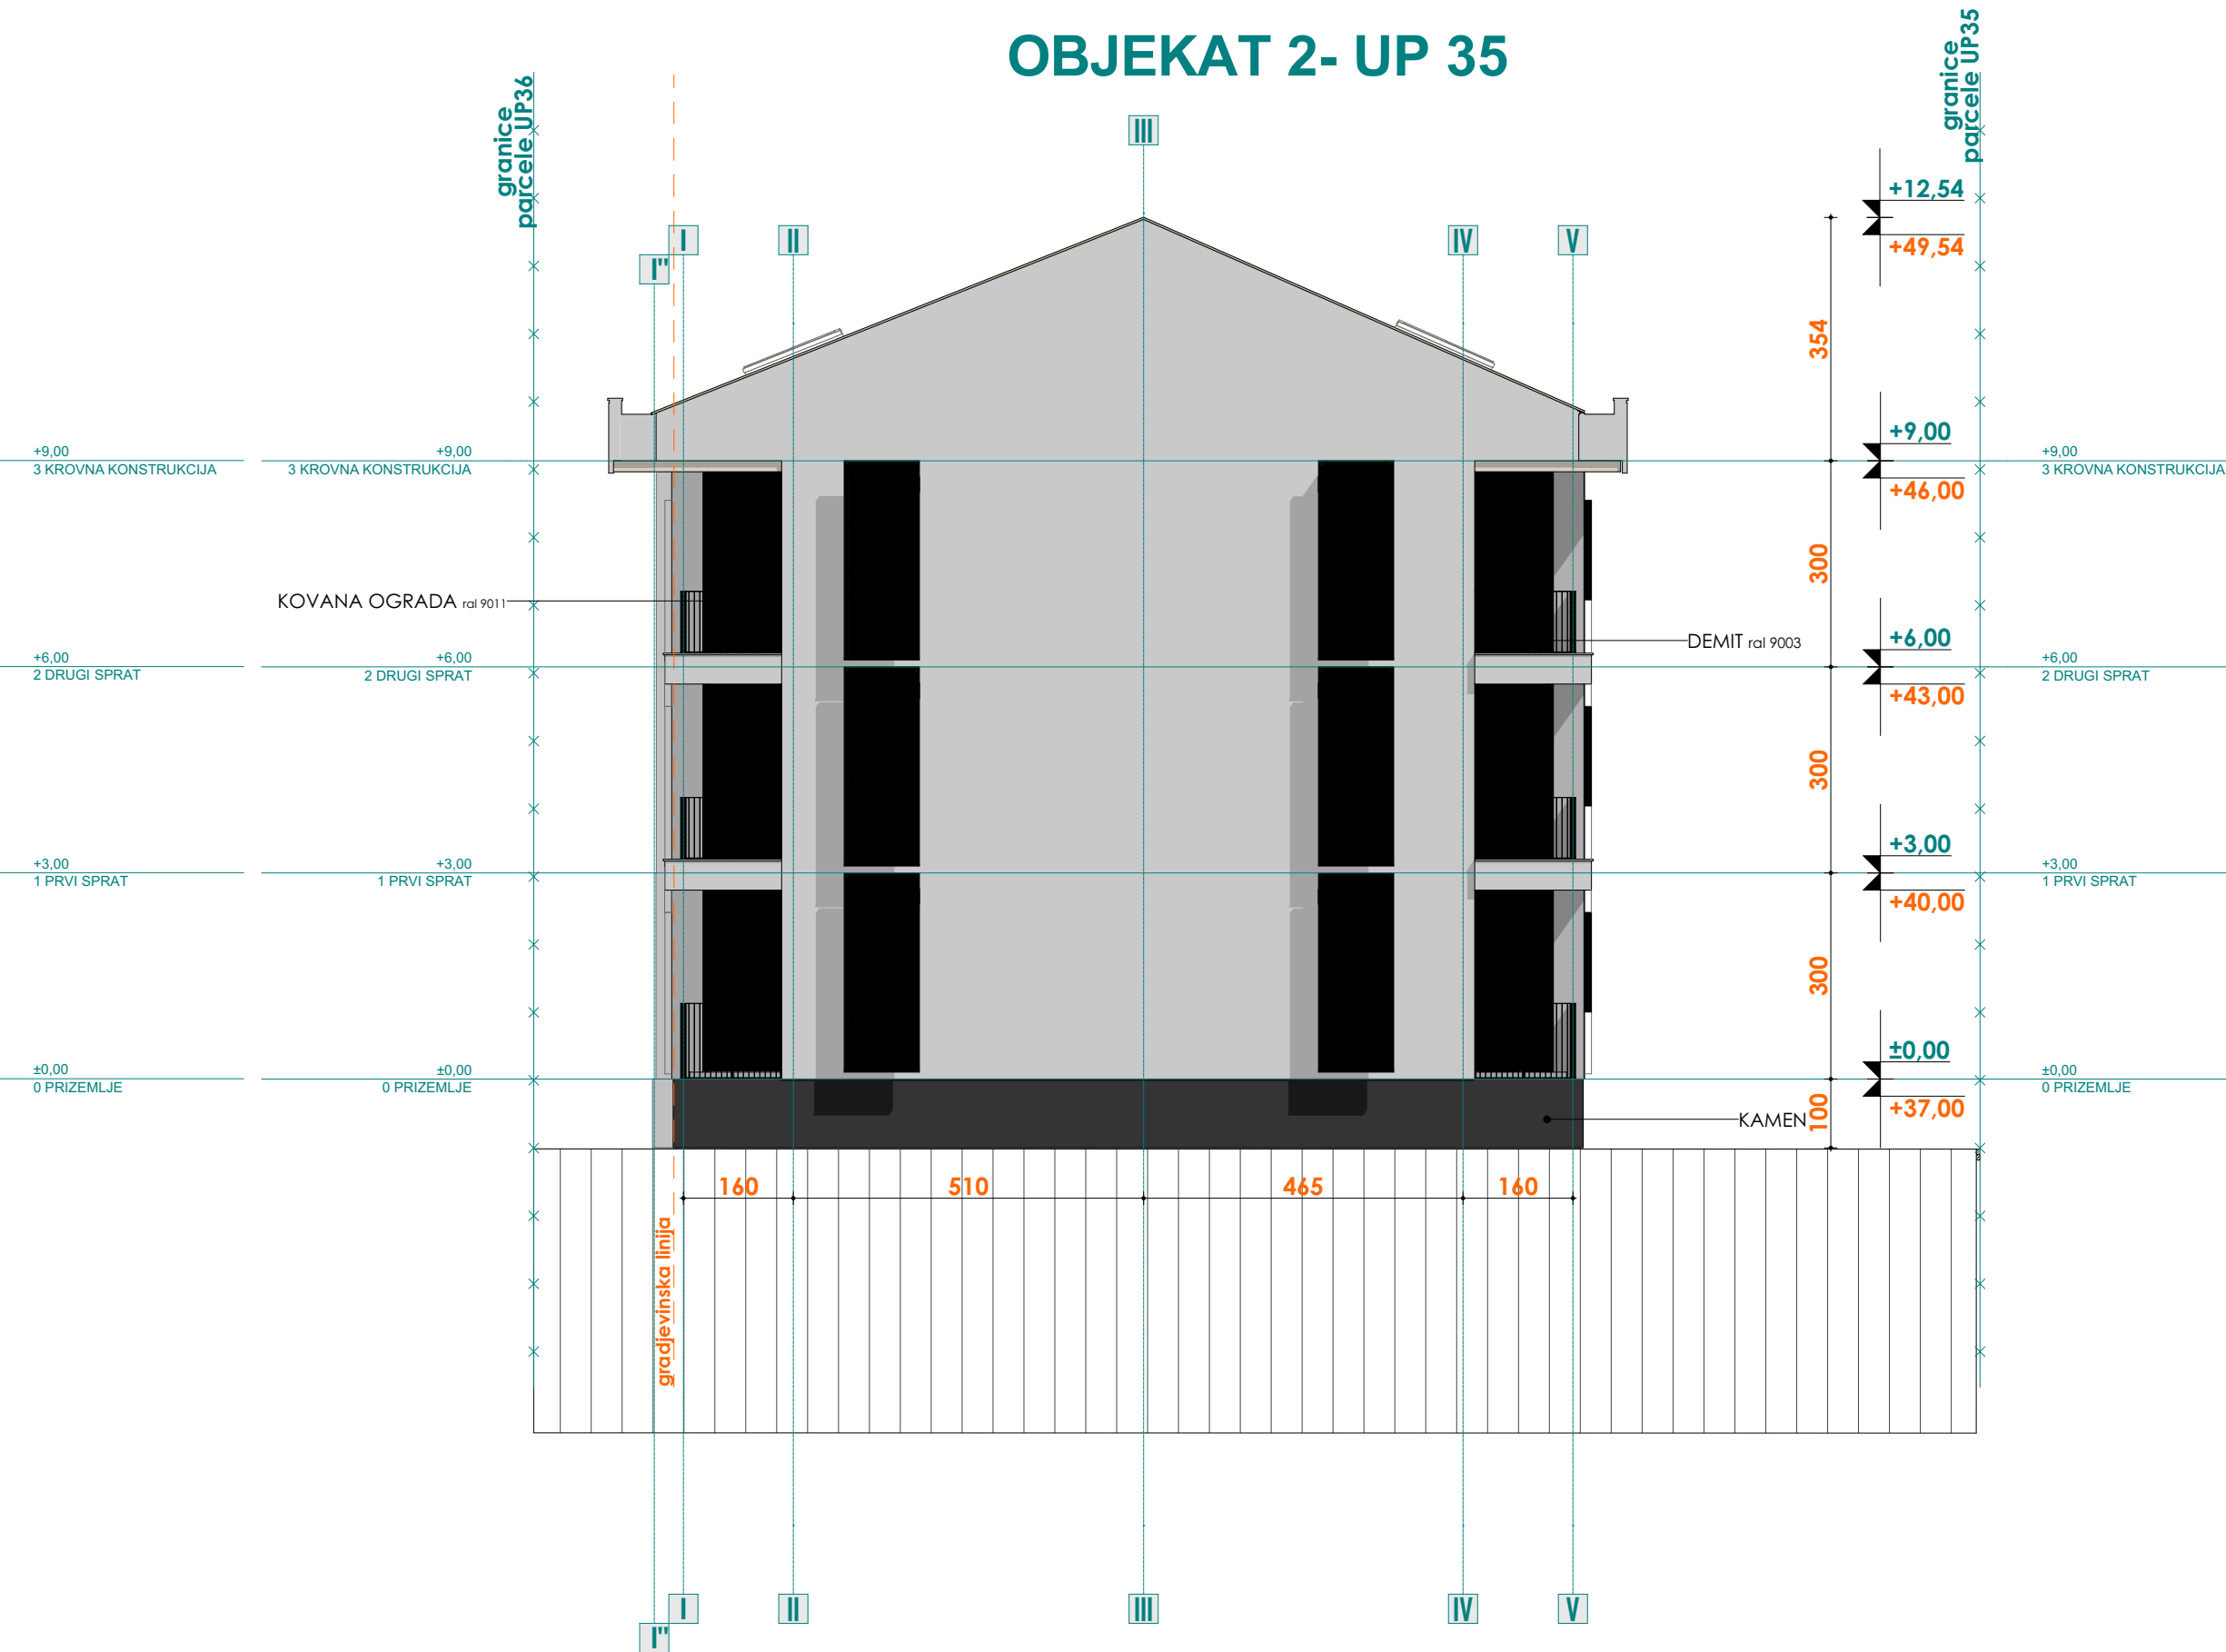 OBJEKAT 2- UP 35
granice
parcele UP36
granice
parcele UP35
III
I
II
IV
V
I"
+12,54
+49,54
354
+9,00
3 KROVNA KONSTRUKCIJA
+9,00
3 KROVNA KONSTRUKCIJA
+9,00
+46,00
+9,00
3 KROVNA KONSTRUKCIJA
300
KOVANA OGRADA ral 9011
DEMIT ral 9003
+6,00
2 DRUGI SPRAT
+6,00
2 DRUGI SPRAT
+6,00
+43,00
+6,00
2 DRUGI SPRAT
300
+3,00
1 PRVI SPRAT
+3,00
1 PRVI SPRAT
+3,00
+40,00
+3,00
1 PRVI SPRAT
300
±0,00
0 PRIZEMLJE
±0,00
0 PRIZEMLJE
±0,00
+37,00
±0,00
0 PRIZEMLJE
100
KAMEN
160
510
465
160
gradjevinska linija
I
II
III
IV
V
I"